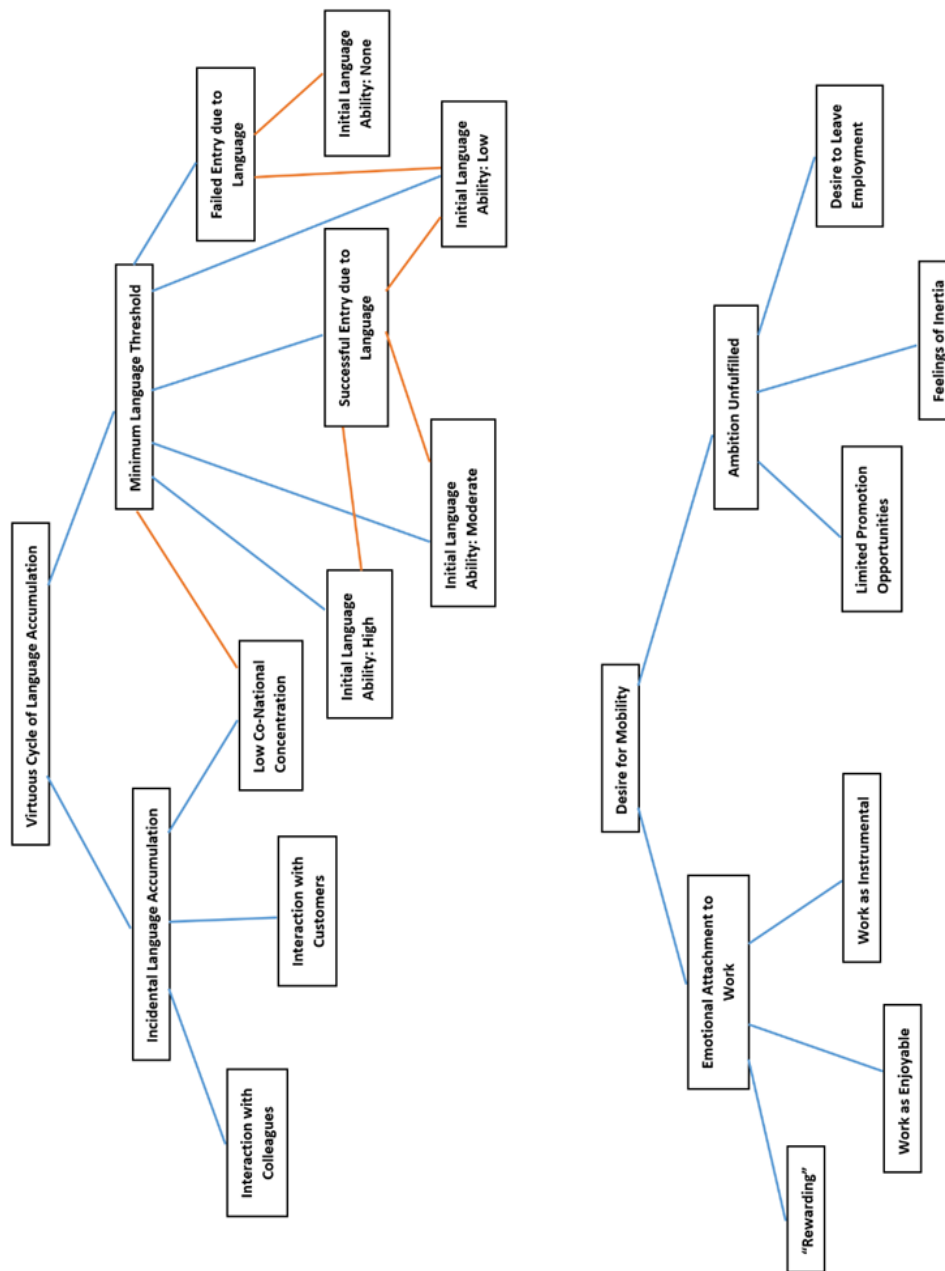 Virtuous Cycle of Language Accumulation
Incidental Language Accumulation
Minimum Language Threshold
Interaction with
Colleagues
Interaction with
Customers
Low Co-National
Concentration
Failed Entry due to
Language
Initial Language
Ability: High
Successful Entry due to
Language
Initial Language
Ability: None
Initial Language
Ability: Moderate
Initial Language
Ability: Low
Desire for Mobility
Emotional Attachment to
Work
Ambition Unfulfilled
"Rewarding"
Work as Enjoyable
Work as Instrumental
Limited Promotion
Opportunities
Feelings of Inertia
Desire to Leave
Employment